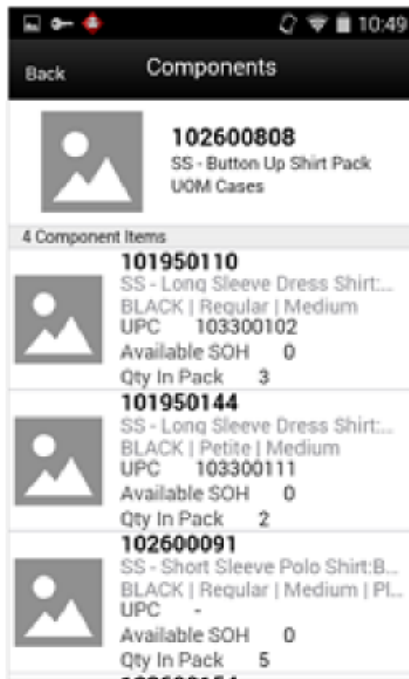 10:49
Back Components
102600808
SS - Button Up Shirt Pack
UOM Cases
4 Component Items
101950110
SS - Long Sleeve Dress Shirt:...
BLACK | Regular | Medium
UPC 103300102
Available SOH 0
Qty In Pack 3
101950144
SS - Long Sleeve Dress Shirt:...
BLACK | Petite | Medium
UPC 103300111
Available SOH 0
Qty In Pack 2
102600091
SS - Short Sleeve Polo Shirt:B...
BLACK | Regular | Medium | Pl...
UPC -
Available SOH 0
Qty In Pack 5